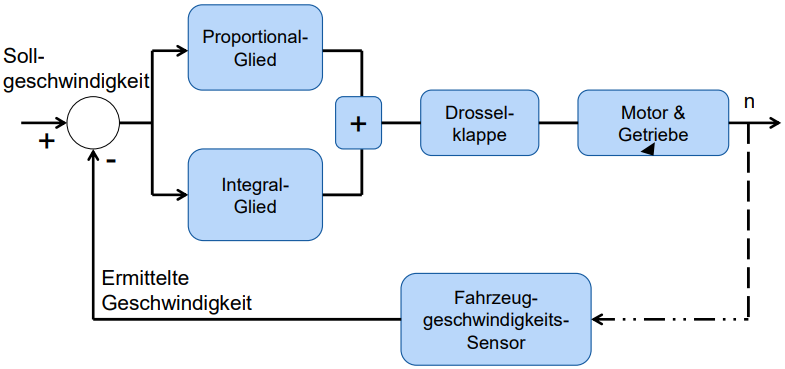 Soll-
geschwindigkeit
+
-
Proportional-
Glied
Integral-
Glied
+
Drossel-
klappe
Motor &
Getriebe
n
Ermittelte
Geschwindigkeit
Fahrzeug-
geschwindigkeits-
Sensor